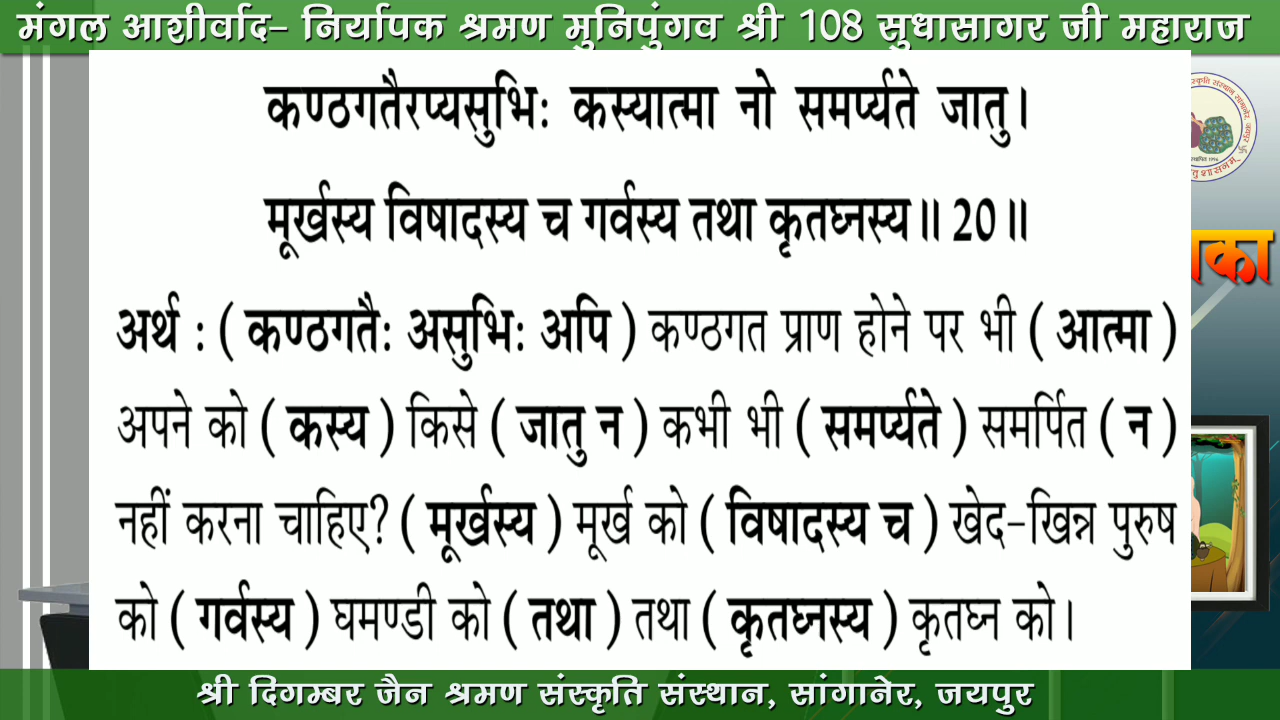 मंगल आशीर्वाद- निर्यापक श्रमण मुनिपुंगव श्री 108 सुधासागर जी महाराज
कण्ठगतैरप्यसुभिः कस्यात्मा नो समर्प्यते जातु।
मूर्खस्य विषादस्य च गर्वस्य तथा कृतघ्नस्य॥ 20॥
अर्थ : ( कण्ठगतैः असुभिः अपि ) कण्ठगत प्राण होने पर भी ( आत्मा )
अपने को ( कस्य ) किसे ( जातु न ) कभी भी ( समर्प्यते ) समर्पित ( न )
नहीं करना चाहिए? ( मूर्खस्य ) मूर्ख को ( विषादस्य च ) खेद-खिन्न पुरुष
को ( गर्वस्य ) घमण्डी को ( तथा ) तथा ( कृतघ्नस्य ) कृतघ्न को।
श्री दिगम्बर जैन श्रमण संस्कृति संस्थान, सांगानेर, जयपुर